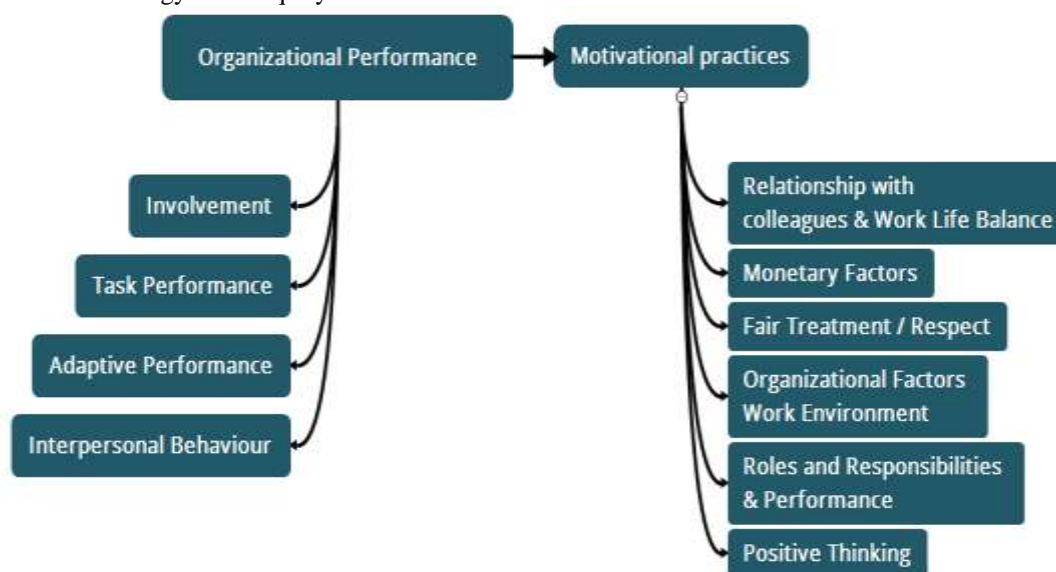 Organizational Performance
Motivational practices
Involvement
Task Performance
Adaptive Performance
Interpersonal Behaviour
Relationship with
colleagues & Work Life Balance
Monetary Factors
Fair Treatment / Respect
Organizational Factors
Work Environment
Roles and Responsibilities
& Performance
Positive Thinking